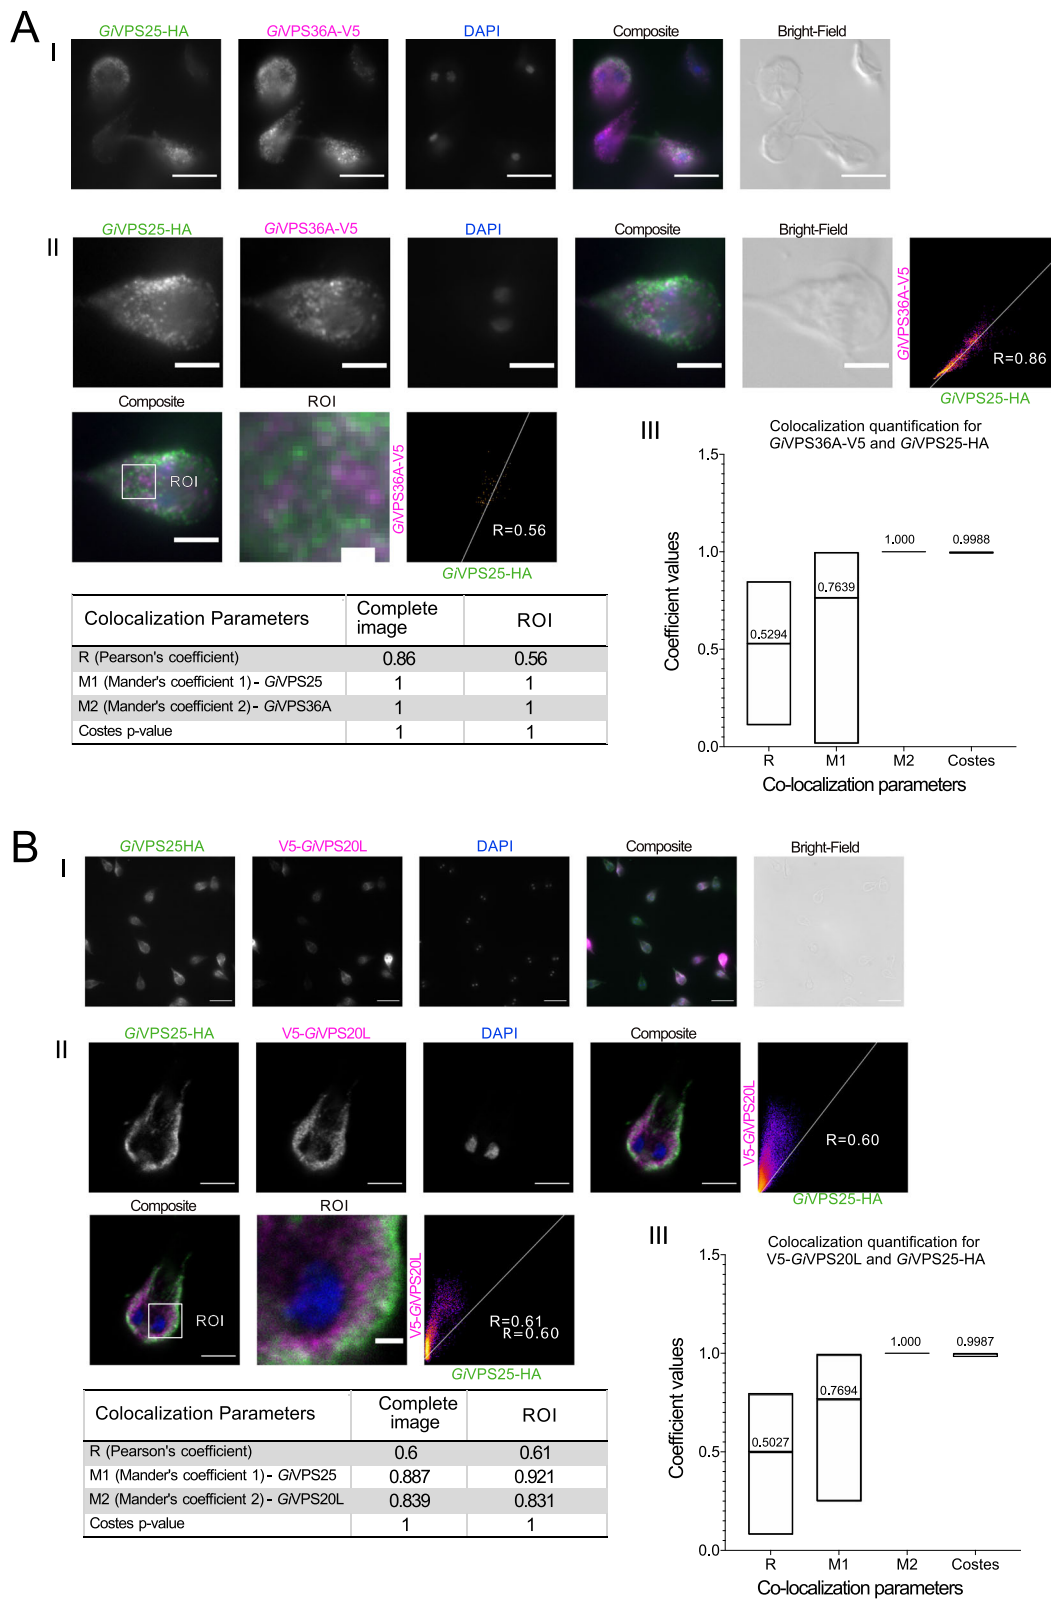 A
I
GiVPS25-HA
GiVPS36A-V5
DAPI
Composite
Bright-Field
II
GiVPS25-HA
GiVPS36A-V5
DAPI
Composite
Bright-Field
GiVPS36A-V5
R=0.86
GiVPS25-HA
Composite
ROI
ROI
GiVPS36A-V5
R=0.56
GiVPS25-HA
Colocalization Parameters
Complete image
ROI
R (Pearson's coefficient) 0.86 0.56
M1 (Mander's coefficient 1) - GiVPS25 1 1
M2 (Mander's coefficient 2) - GiVPS36A 1 1
Costes p-value 1 1
III
Colocalization quantification for
GiVPS36A-V5 and GiVPS25-HA
Coefficient values
1.5
1.0
0.5
0.0
0.5294
0.7639
1.000
0.9988
R M1 M2 Costes
Co-localization parameters
B
I
GiVPS25HA
V5-GiVPS20L
DAPI
Composite
Bright-Field
II
GiVPS25-HA
V5-GiVPS20L
DAPI
Composite
V5-GiVPS20L
R=0.60
GiVPS25-HA
Composite
ROI
ROI
V5-GiVPS20L
R=0.61
R=0.60
GiVPS25-HA
Colocalization Parameters
Complete image
ROI
R (Pearson's coefficient) 0.6 0.61
M1 (Mander's coefficient 1) - GiVPS25 0.887 0.921
M2 (Mander's coefficient 2) - GiVPS20L 0.839 0.831
Costes p-value 1 1
III
Colocalization quantification for
V5-GiVPS20L and GiVPS25-HA
Coefficient values
1.5
1.0
0.5
0.0
0.5027
0.7694
1.000
0.9987
R M1 M2 Costes
Co-localization parameters